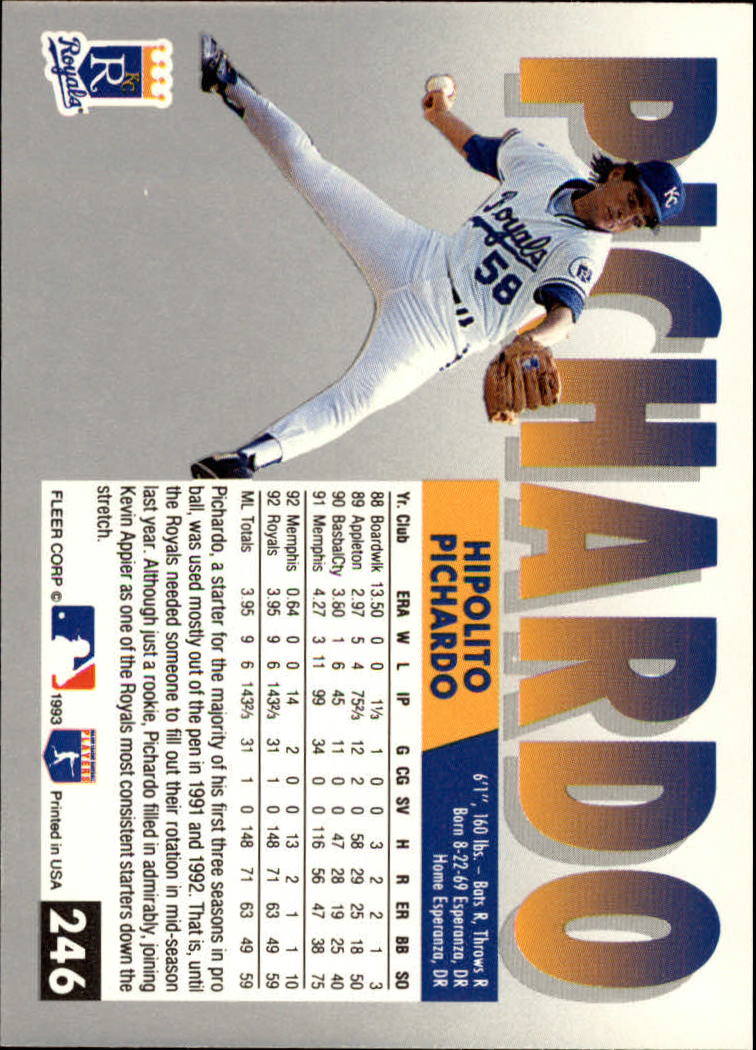 PICHARDO
KC
Royals
58
KC
R
Royals
HIPOLITO
PICHARDO
6'1", 160 lbs. – Bats R, Throws R
Born 8-22-69 Esperanza, DR
Home Esperanza, DR
Yr. Club ERA W L IP G CG SV H R ER BB SO
88 Boardwlk 13.50 0 0 1⅓ 1 0 0 3 2 2 1 3
89 Appleton 2.97 5 4 75⅔ 12 2 0 58 29 25 18 50
90 BasbalCty 3.80 1 6 45 11 0 0 47 28 19 25 40
91 Memphis 4.27 3 11 99 34 0 0 116 56 47 38 75
92 Memphis 0.64 0 0 14 2 0 0 13 2 1 1 10
92 Royals 3.95 9 6 143⅔ 31 1 0 148 71 63 49 59
ML Totals 3.95 9 6 143⅔ 31 1 0 148 71 63 49 59
Pichardo, a starter for the majority of his first three seasons in pro
ball, was used mostly out of the pen in 1991 and 1992. That is, until
the Royals needed someone to fill out their rotation in mid-season
last year. Although just a rookie, Pichardo filled in admirably, joining
Kevin Appier as one of the Royals most consistent starters down the
stretch.
FLEER CORP © 1993 MAJOR LEAGUE BASEBALL PLAYERS Printed in USA 246